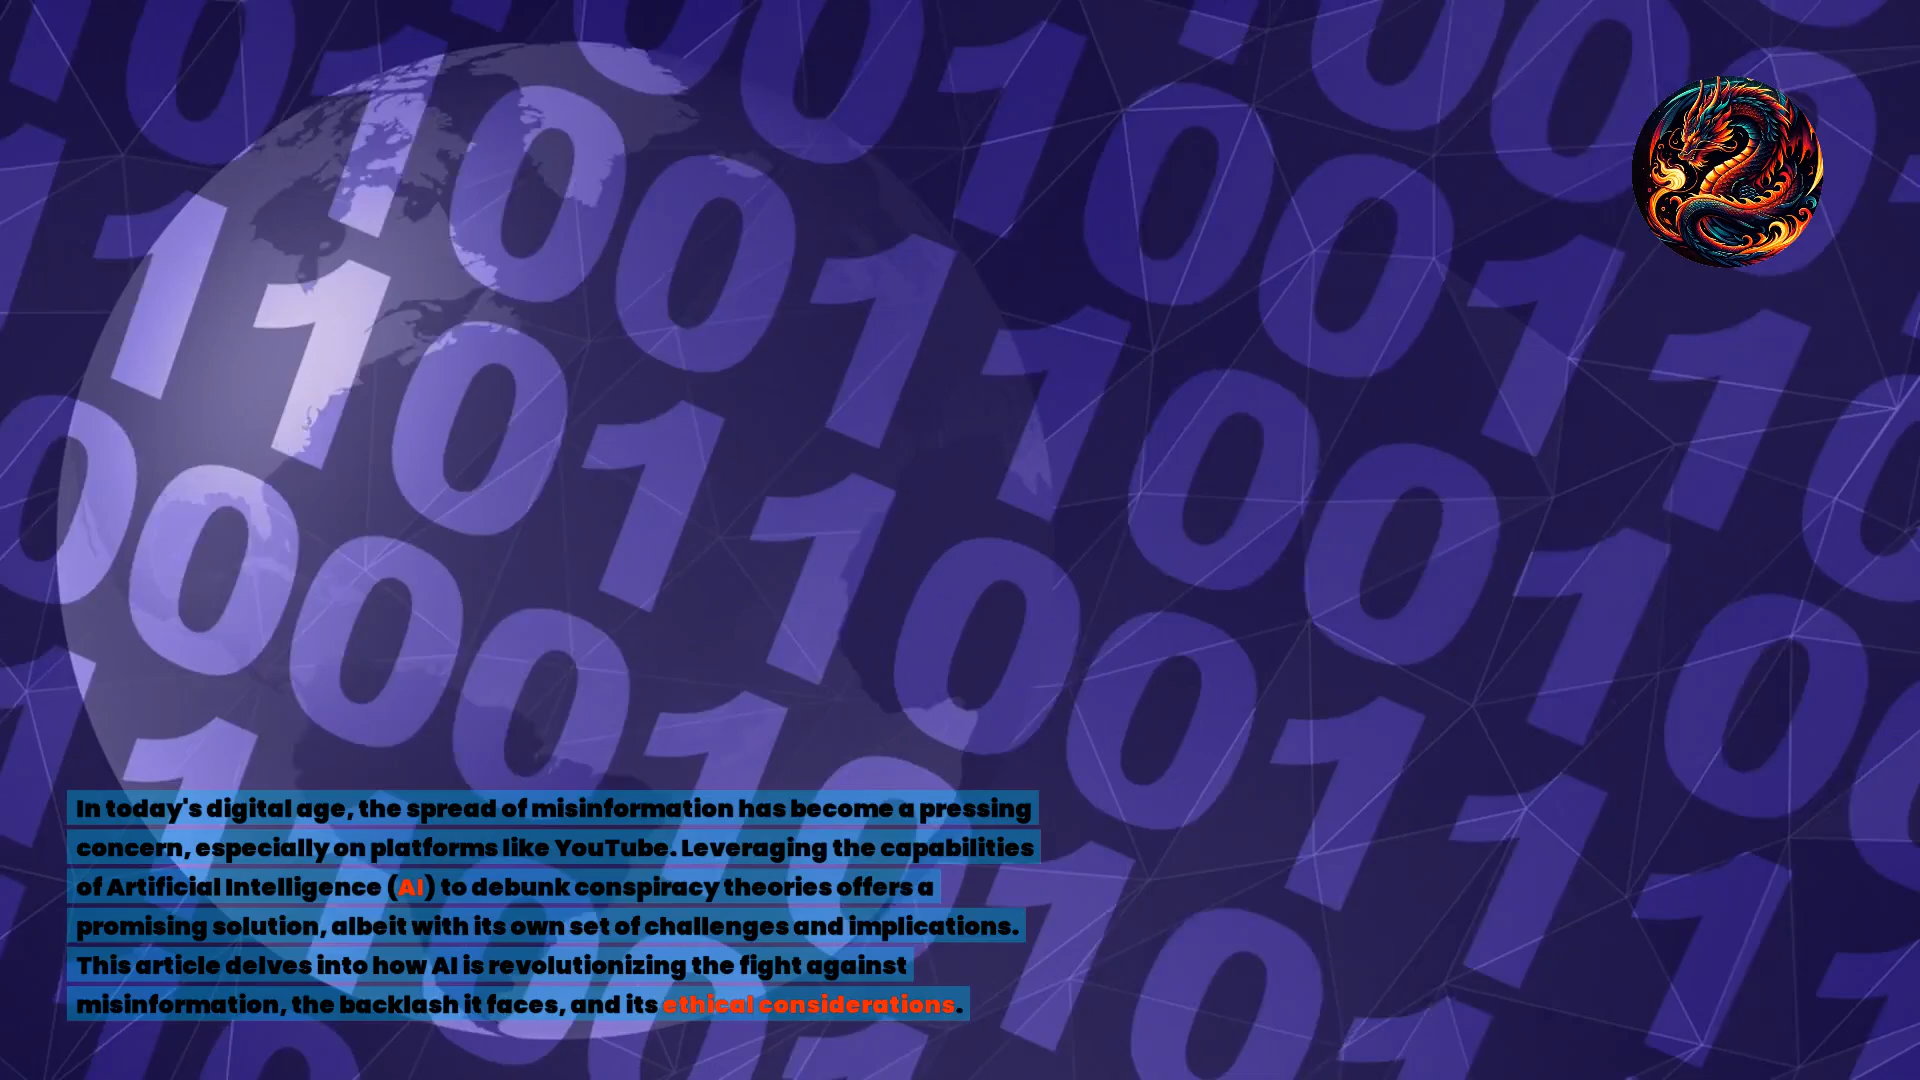 In today's digital age, the spread of misinformation has become a pressing
concern, especially on platforms like YouTube. Leveraging the capabilities
of Artificial Intelligence (AI) to debunk conspiracy theories offers a
promising solution, albeit with its own set of challenges and implications.
This article delves into how AI is revolutionizing the fight against
misinformation, the backlash it faces, and its ethical considerations.